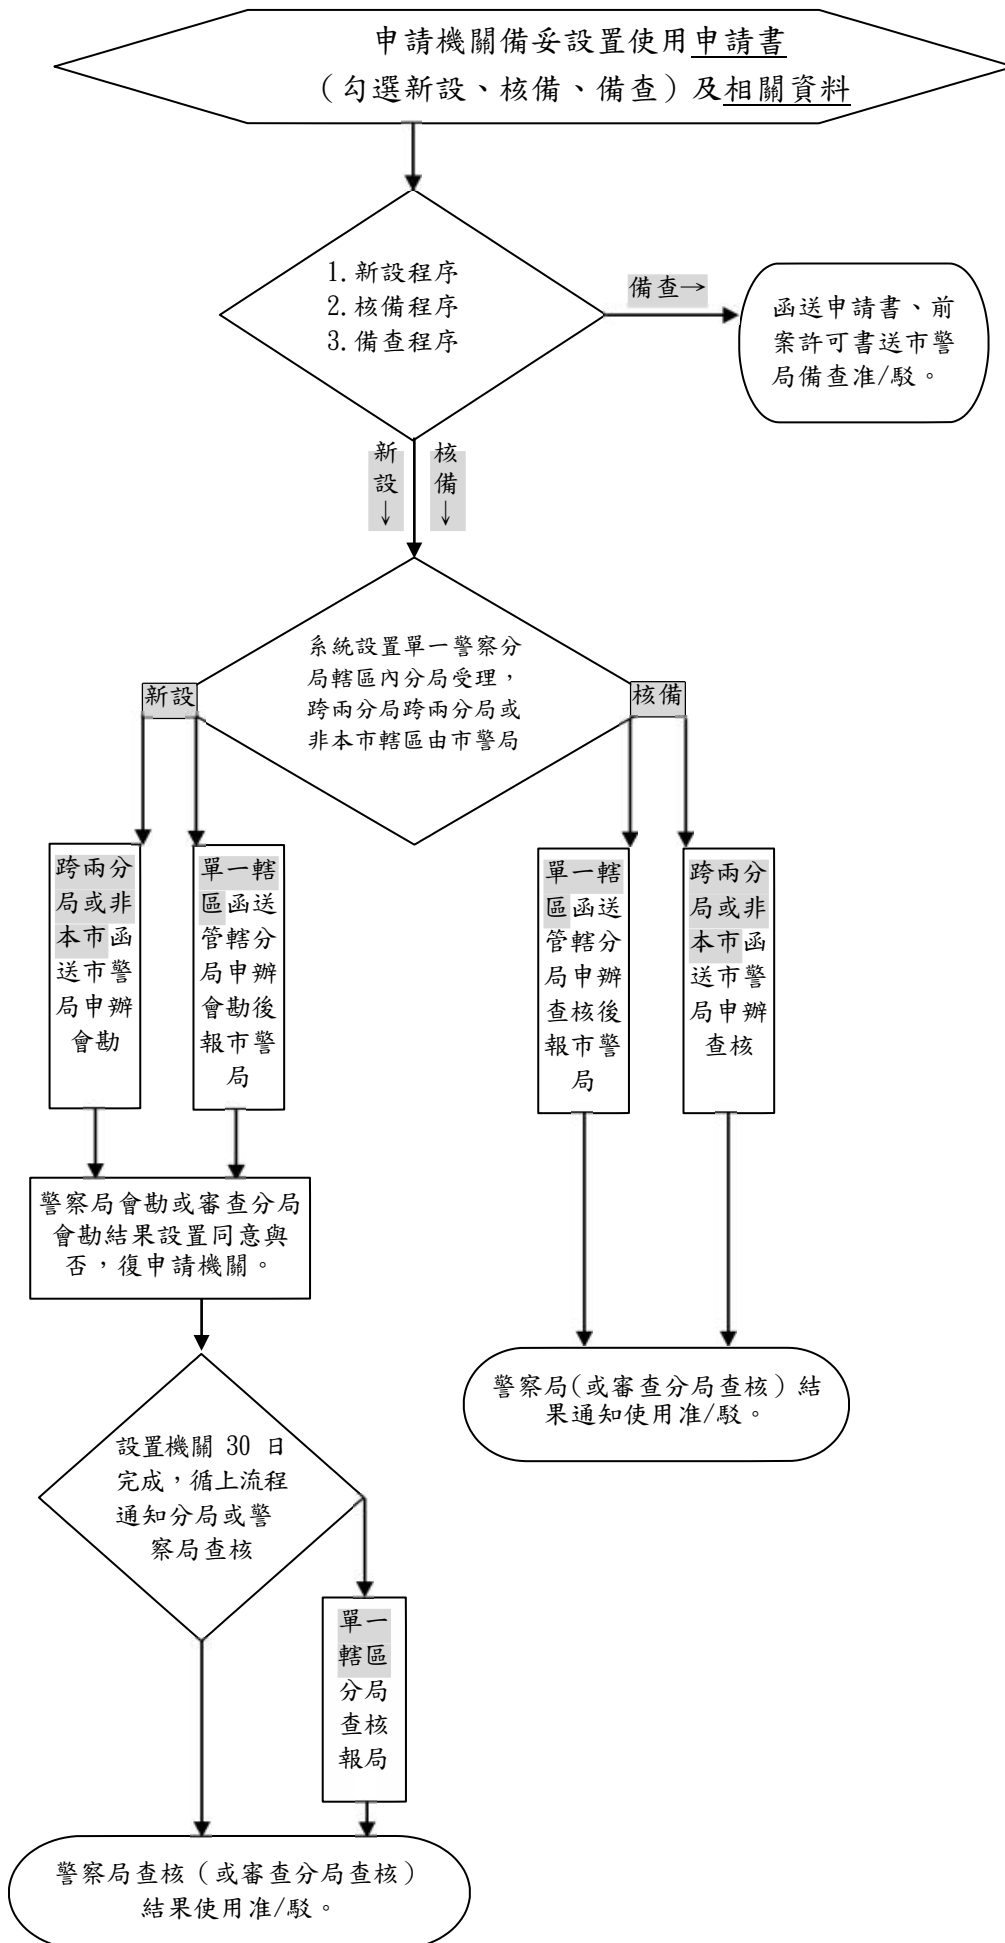 申請機關備妥設置使用申請書
（勾選新設、核備、備查）及相關資料
1.新設程序
2.核備程序
3.備查程序
備查→
函送申請書、前
案許可書送市警
局備查准/駁。
新
設
↓
核
備
↓
系統設置單一警察分
局轄區內分局受理，
跨兩分局跨兩分局或
非本市轄區由市警局
新設
核備
跨兩分
局或非
本市函
送市警
局申辦
會勘
單一轄
區函送
管轄分
局申辦
會勘後
報市警
局
單一轄
區函送
管轄分
局申辦
查核後
報市警
局
跨兩分
局或非
本市函
送市警
局申辦
查核
警察局會勘或審查分局
會勘結果設置同意與
否，復申請機關。
警察局(或審查分局查核）結
果通知使用准/駁。
設置機關 30 日
完成，循上流程
通知分局或警
察局查核
單一
轄區
分局
查核
報局
警察局查核（或審查分局查核）
結果使用准/駁。